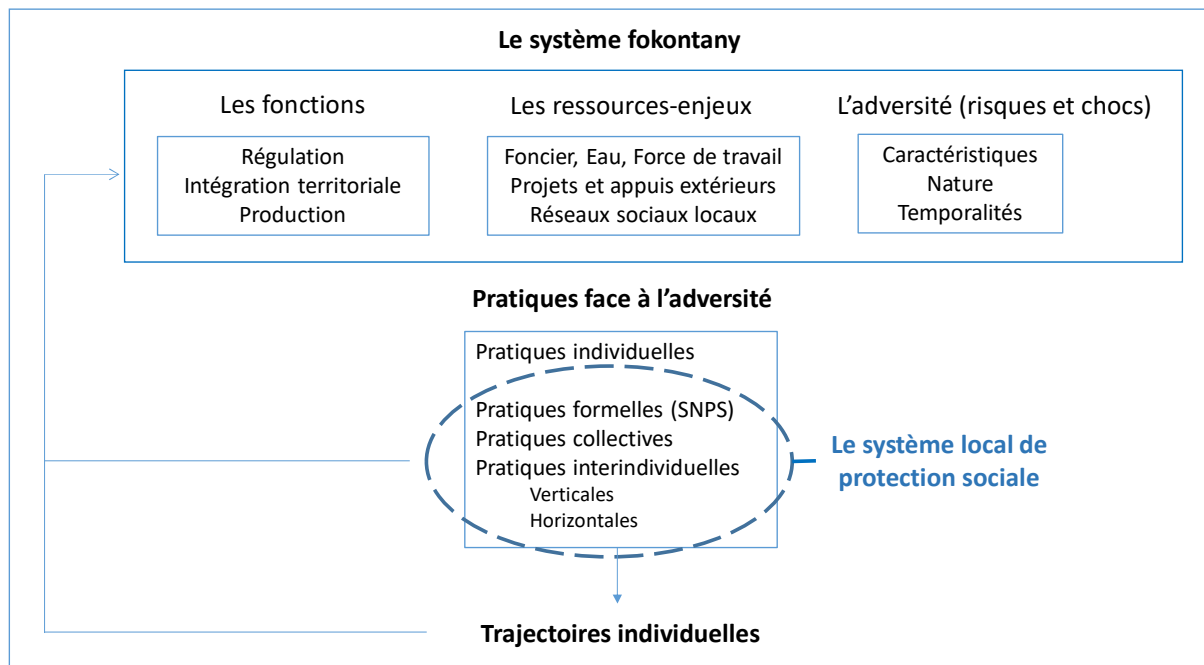 Le système fokontany
Les fonctions
Régulation
Intégration territoriale
Production
Les ressources-enjeux
Foncier, Eau, Force de travail
Projets et appuis extérieurs
Réseaux sociaux locaux
L'adversité (risques et chocs)
Caractéristiques
Nature
Temporalités
Pratiques face à l'adversité
Pratiques individuelles
Pratiques formelles (SNPS)
Pratiques collectives
Pratiques interindividuelles
Verticales
Horizontales
Le système local de
protection sociale
Trajectoires individuelles